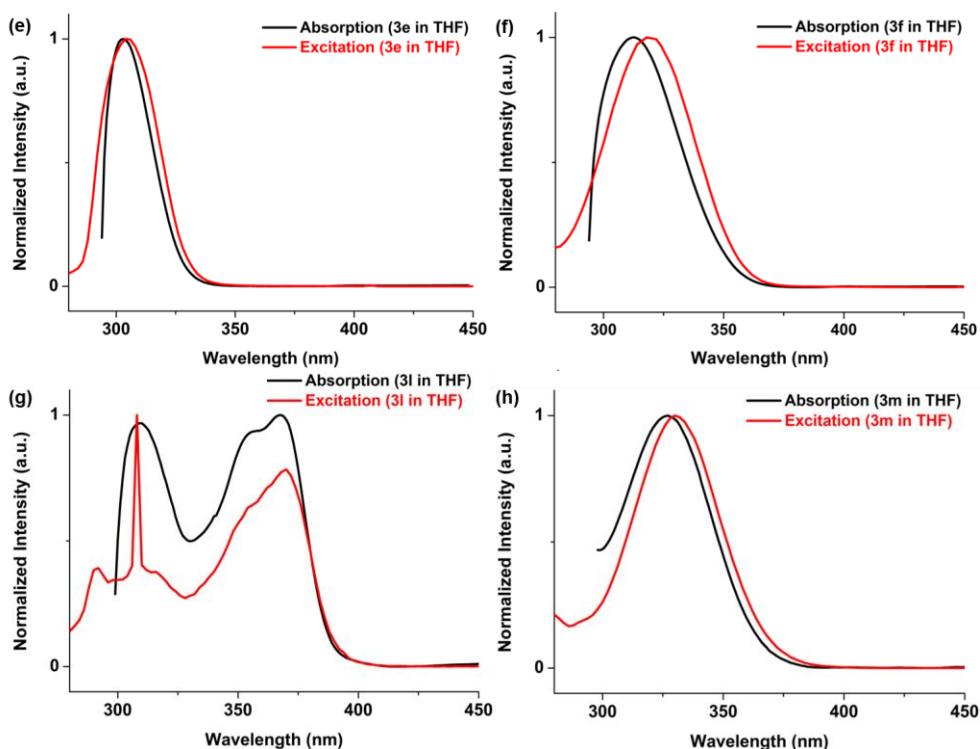 (e)
Absorption (3e in THF)
Excitation (3e in THF)
1
0
Normalized Intensity (a.u.)
300
350
400
450
Wavelength (nm)
(f)
Absorption (3f in THF)
Excitation (3f in THF)
1
0
Normalized Intensity (a.u.)
300
350
400
450
Wavelength (nm)
(g)
Absorption (3l in THF)
Excitation (3l in THF)
1
0
Normalized Intensity (a.u.)
300
350
400
450
Wavelength (nm)
(h)
Absorption (3m in THF)
Excitation (3m in THF)
1
0
Normalized Intensity (a.u.)
300
350
400
450
Wavelength (nm)